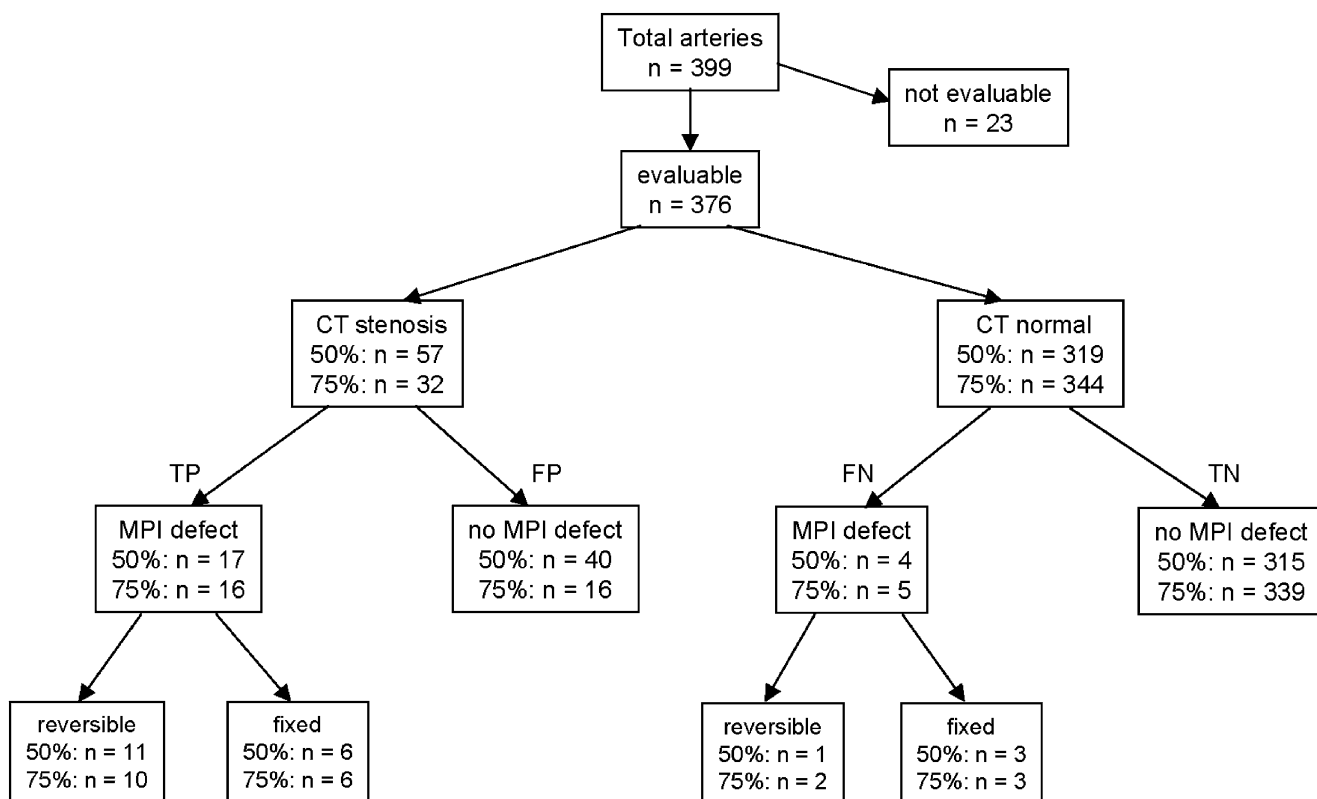 Total arteries
n = 399
not evaluable
n = 23
evaluable
n = 376
CT stenosis
50%: n = 57
75%: n = 32
CT normal
50%: n = 319
75%: n = 344
TP
FP
FN
TN
MPI defect
50%: n = 17
75%: n = 16
no MPI defect
50%: n = 40
75%: n = 16
MPI defect
50%: n = 4
75%: n = 5
no MPI defect
50%: n = 315
75%: n = 339
reversible
50%: n = 11
75%: n = 10
fixed
50%: n = 6
75%: n = 6
reversible
50%: n = 1
75%: n = 2
fixed
50%: n = 3
75%: n = 3